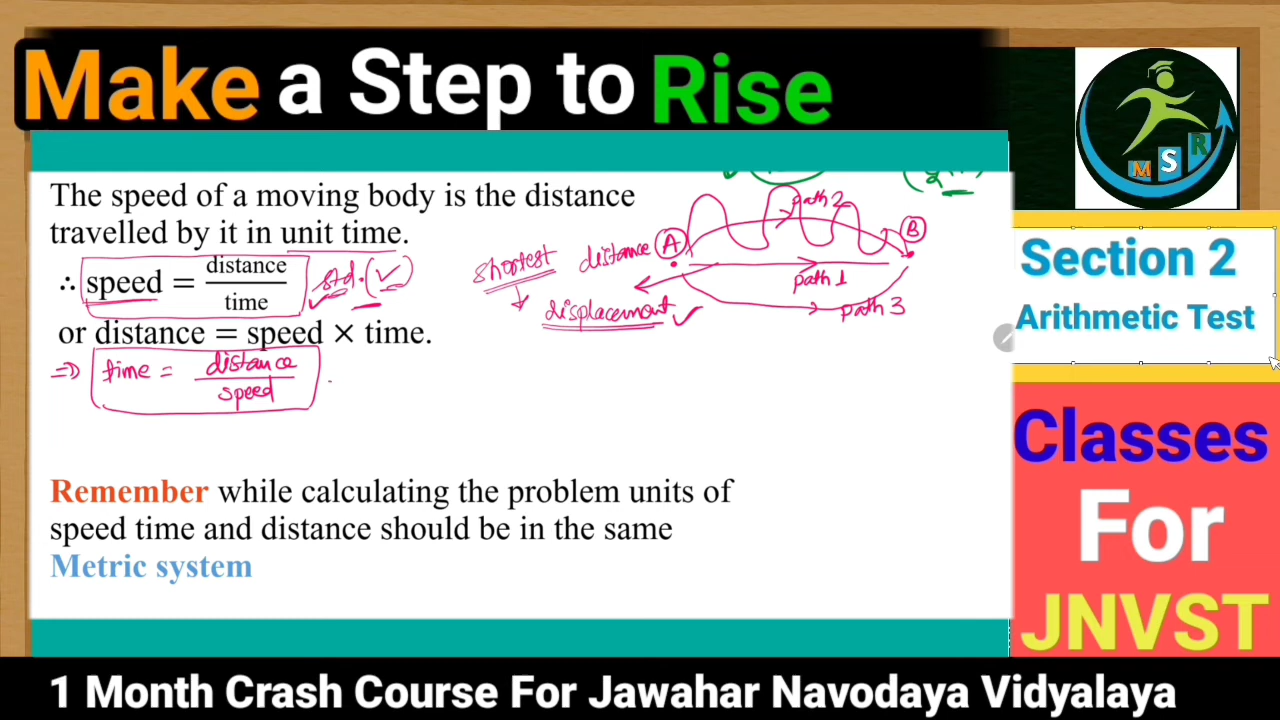 Make a Step to Rise
MSR
The speed of a moving body is the distance
travelled by it in unit time.
∴ speed = distance/time std. (✓)
or distance = speed × time.
⇒ time = distance/speed
shortest distance
displacement
A
B
path 2
path 1
path 3
Remember while calculating the problem units of
speed time and distance should be in the same
Metric system
Section 2
Arithmetic Test
Classes
For
JNVST
1 Month Crash Course For Jawahar Navodaya Vidyalaya